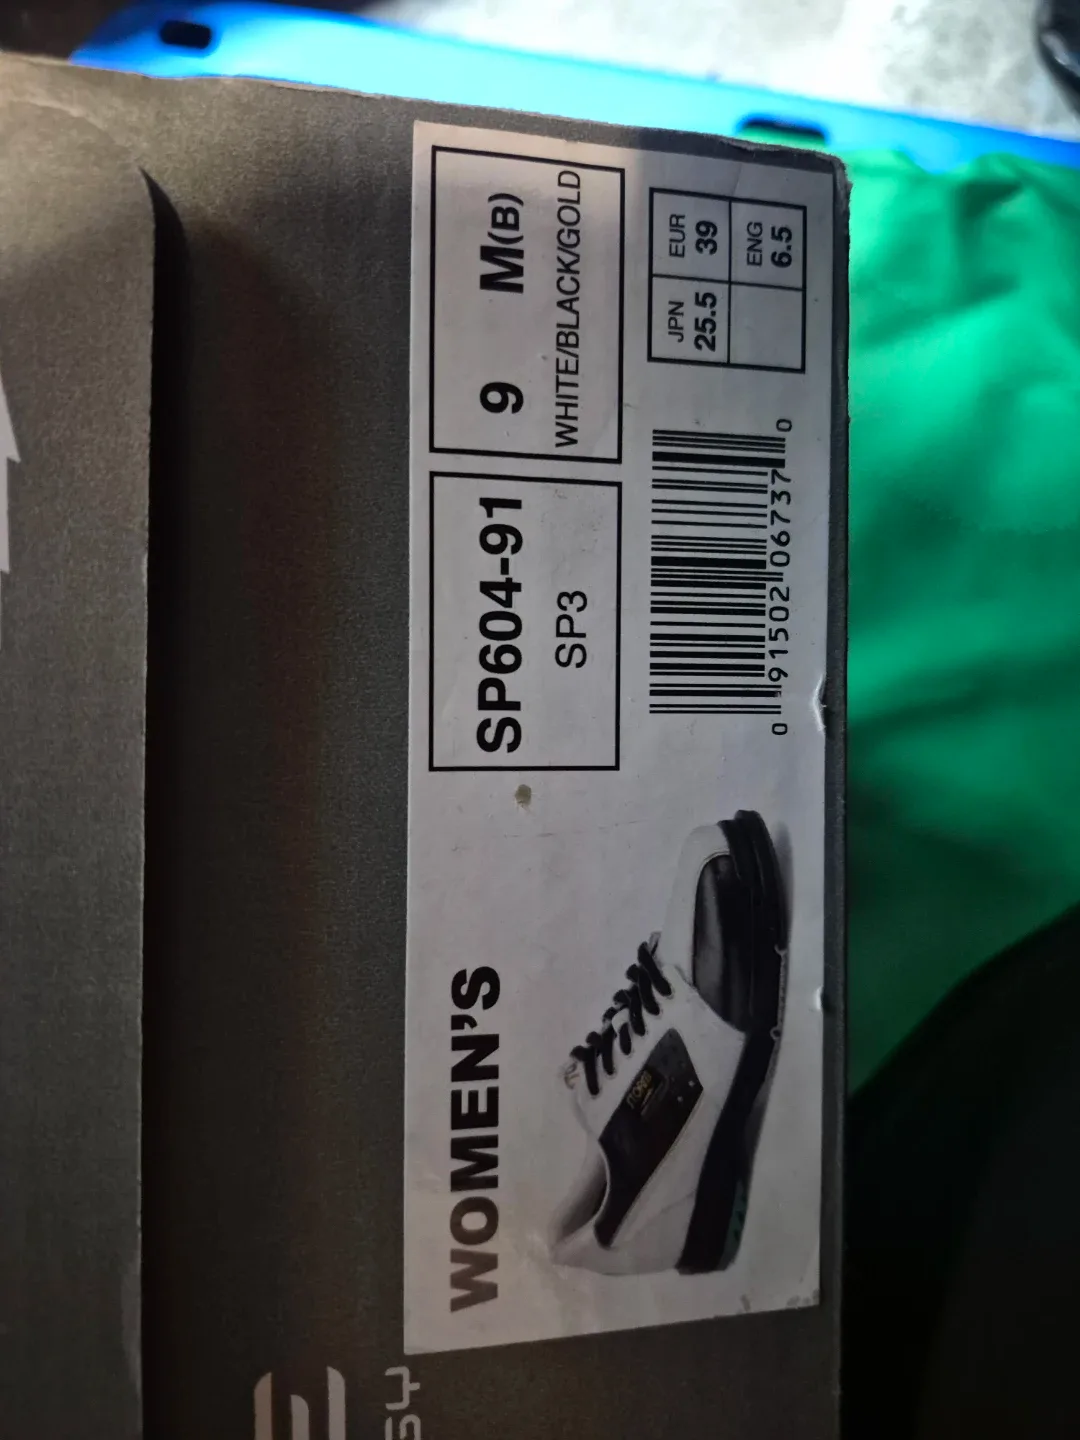 WOMEN'S
SP604-91
SP3
9 M(B)
WHITE/BLACK/GOLD
0 91502 06737 0
JPN
25.5
EUR
39
ENG
6.5
STORM